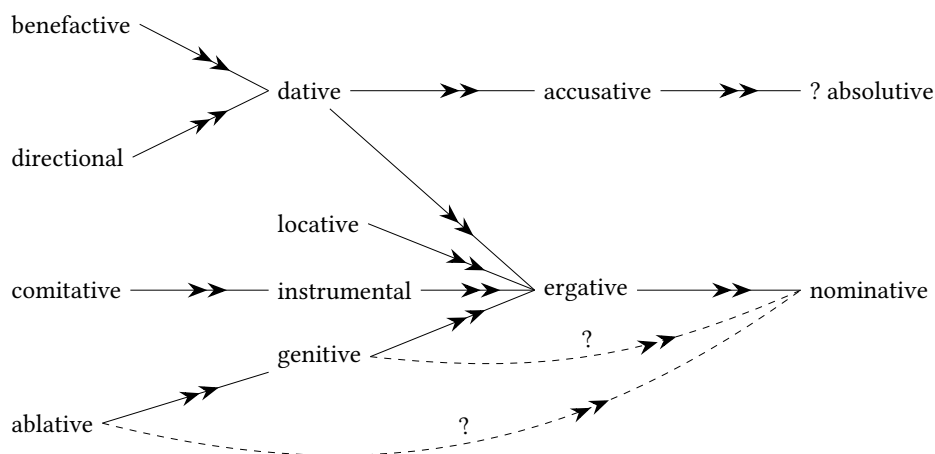 benefactive
dative
accusative
? absolutive
directional
locative
comitative
instrumental
ergative
nominative
?
genitive
ablative
?